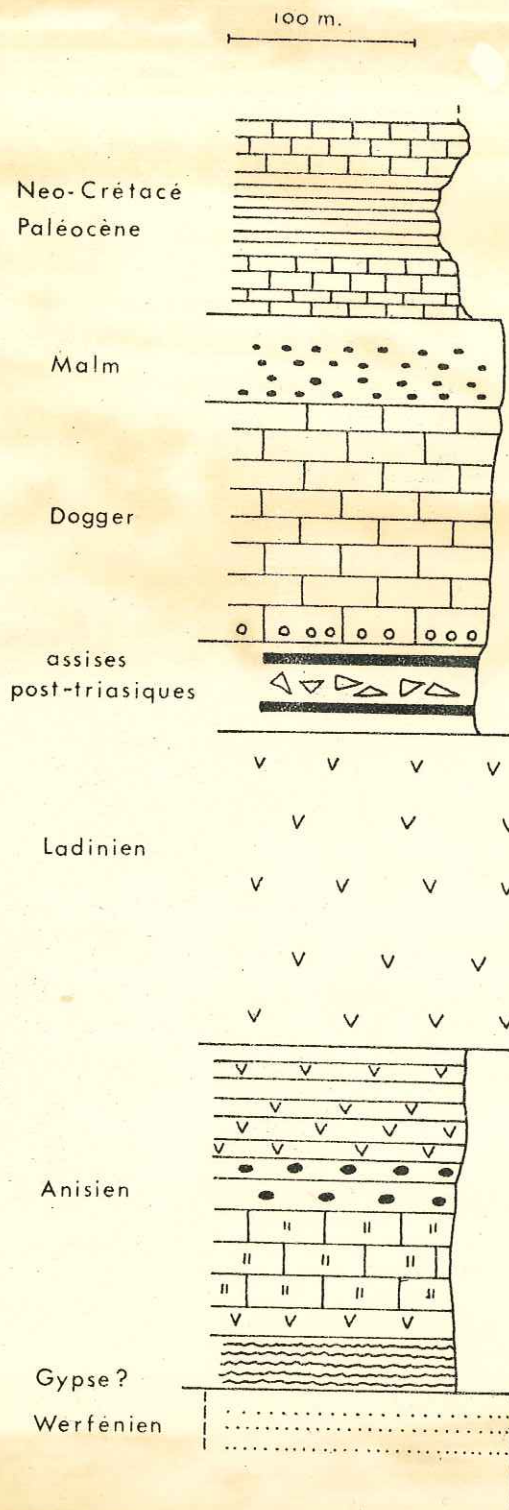 100 m.
Neo-Crétacé
Paléocène
Malm
Dogger
assises
post-triasiques
Ladinien
Anisien
Gypse?
Werfénien